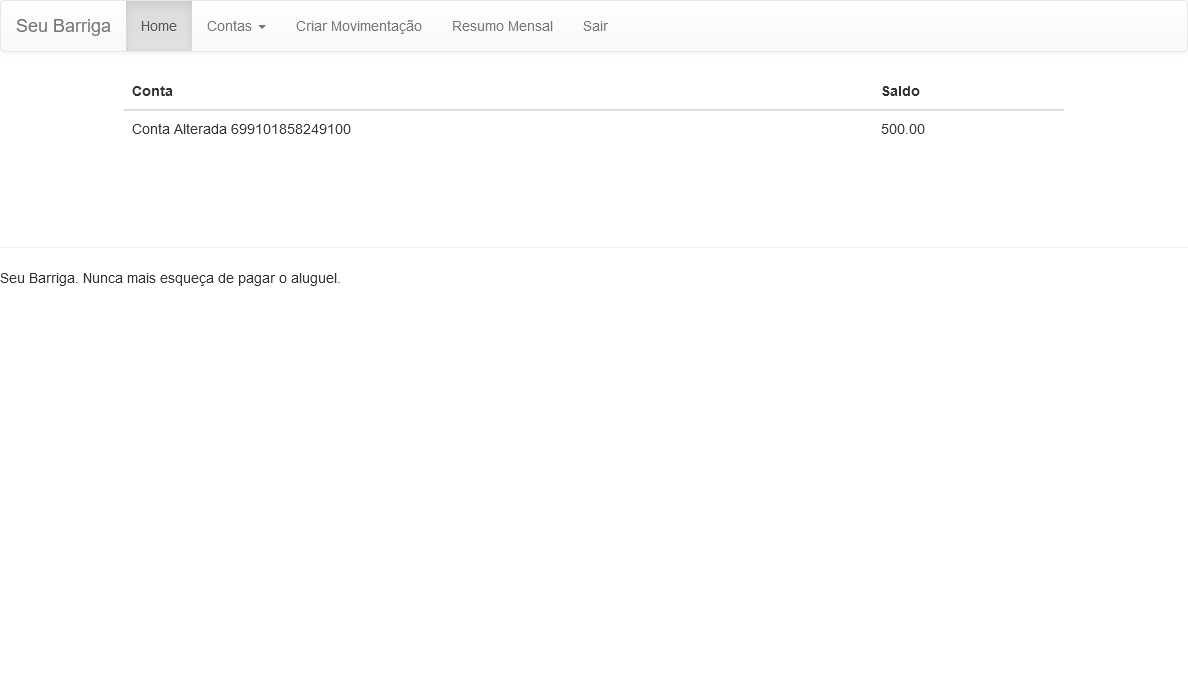 Seu Barriga Home Contas Criar Movimentação Resumo Mensal Sair
Conta Saldo
Conta Alterada 699101858249100 500.00
Seu Barriga. Nunca mais esqueça de pagar o aluguel.